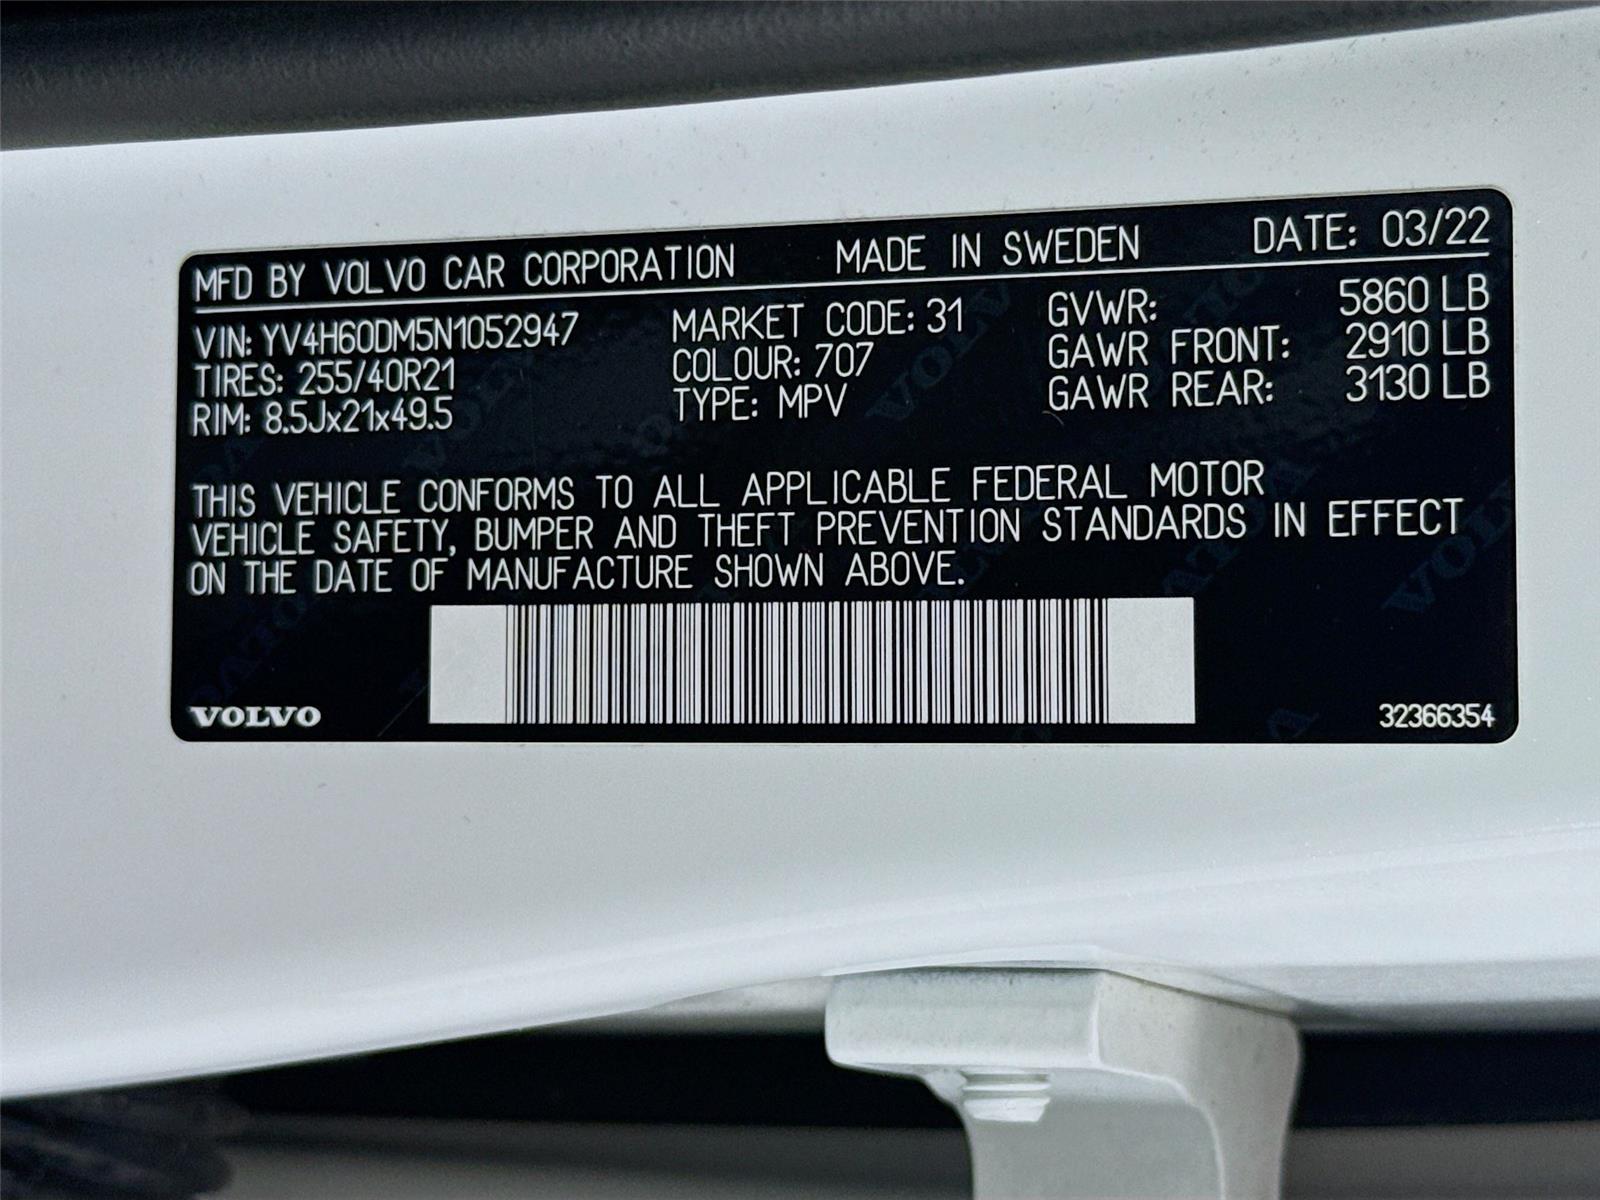 MFD BY VOLVO CAR CORPORATION MADE IN SWEDEN DATE: 03/22
VIN: YV4H60DM5N1052947 MARKET CODE: 31 GVWR: 5860 LB
TIRES: 255/40R21 COLOUR: 707 GAWR FRONT: 2910 LB
RIM: 8.5Jx21x49.5 TYPE: MPV GAWR REAR: 3130 LB
THIS VEHICLE CONFORMS TO ALL APPLICABLE FEDERAL MOTOR
VEHICLE SAFETY, BUMPER AND THEFT PREVENTION STANDARDS IN EFFECT
ON THE DATE OF MANUFACTURE SHOWN ABOVE.
VOLVO 32366354